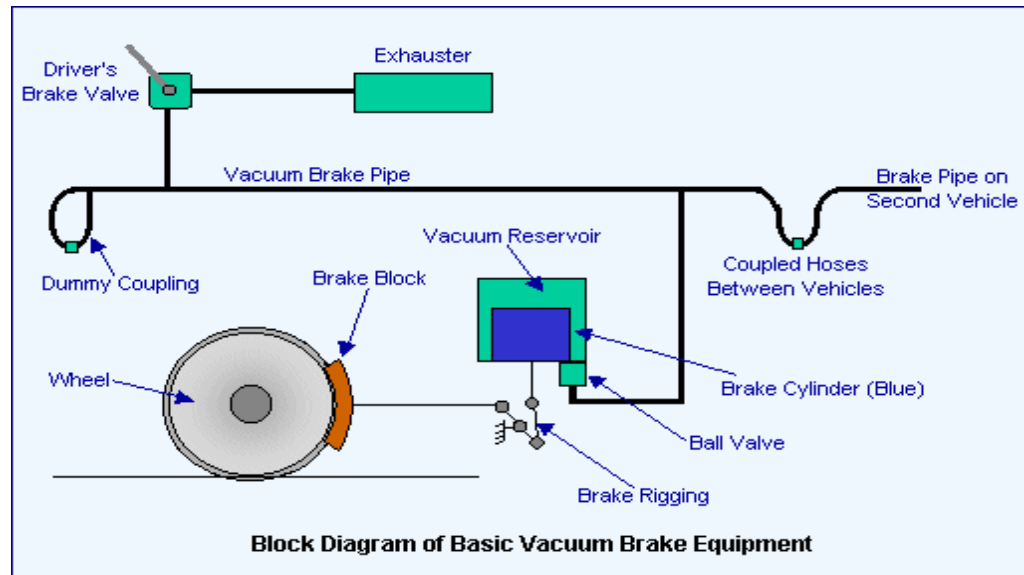 Exhauster
Driver's
Brake Valve
Vacuum Brake Pipe
Brake Pipe on
Second Vehicle
Vacuum Reservoir
Dummy Coupling
Brake Block
Coupled Hoses
Between Vehicles
Wheel
Brake Cylinder (Blue)
Ball Valve
Brake Rigging
Block Diagram of Basic Vacuum Brake Equipment